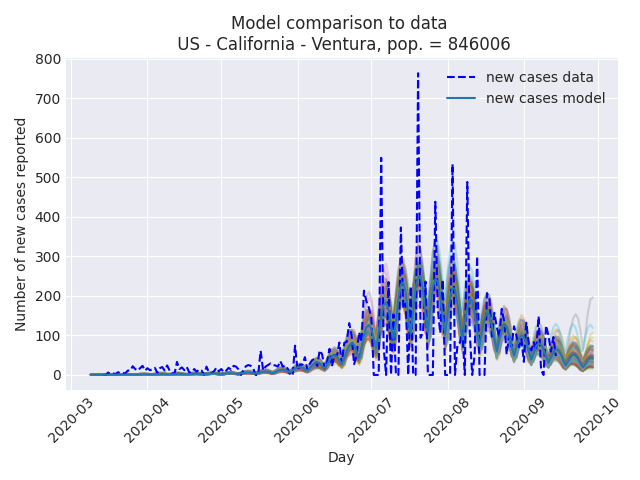 Model comparison to data
US - California - Ventura, pop. = 846006
new cases data
new cases model
Number of new cases reported
800
700
600
500
400
300
200
100
0
2020-03
2020-04
2020-05
2020-06
2020-07
2020-08
2020-09
2020-10
Day